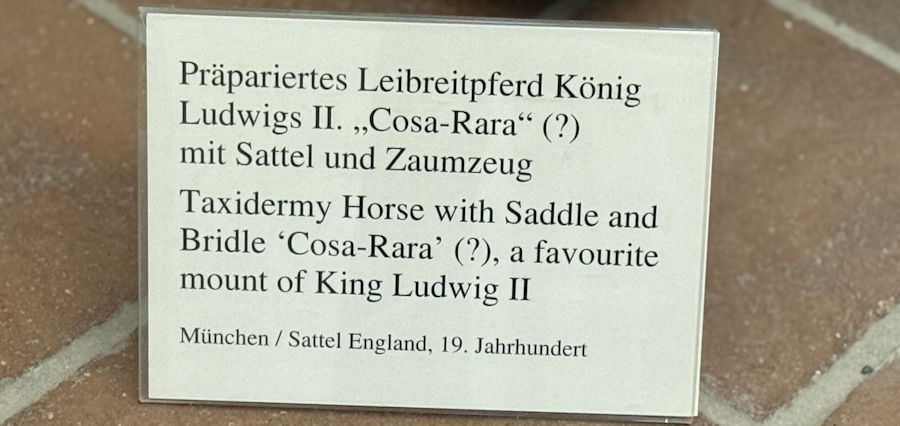 Präpariertes Leibreitpferd König
Ludwigs II. „Cosa-Rara“ (?)
mit Sattel und Zaumzeug
Taxidermy Horse with Saddle and
Bridle ‘Cosa-Rara’ (?), a favourite
mount of King Ludwig II
München / Sattel England, 19. Jahrhundert